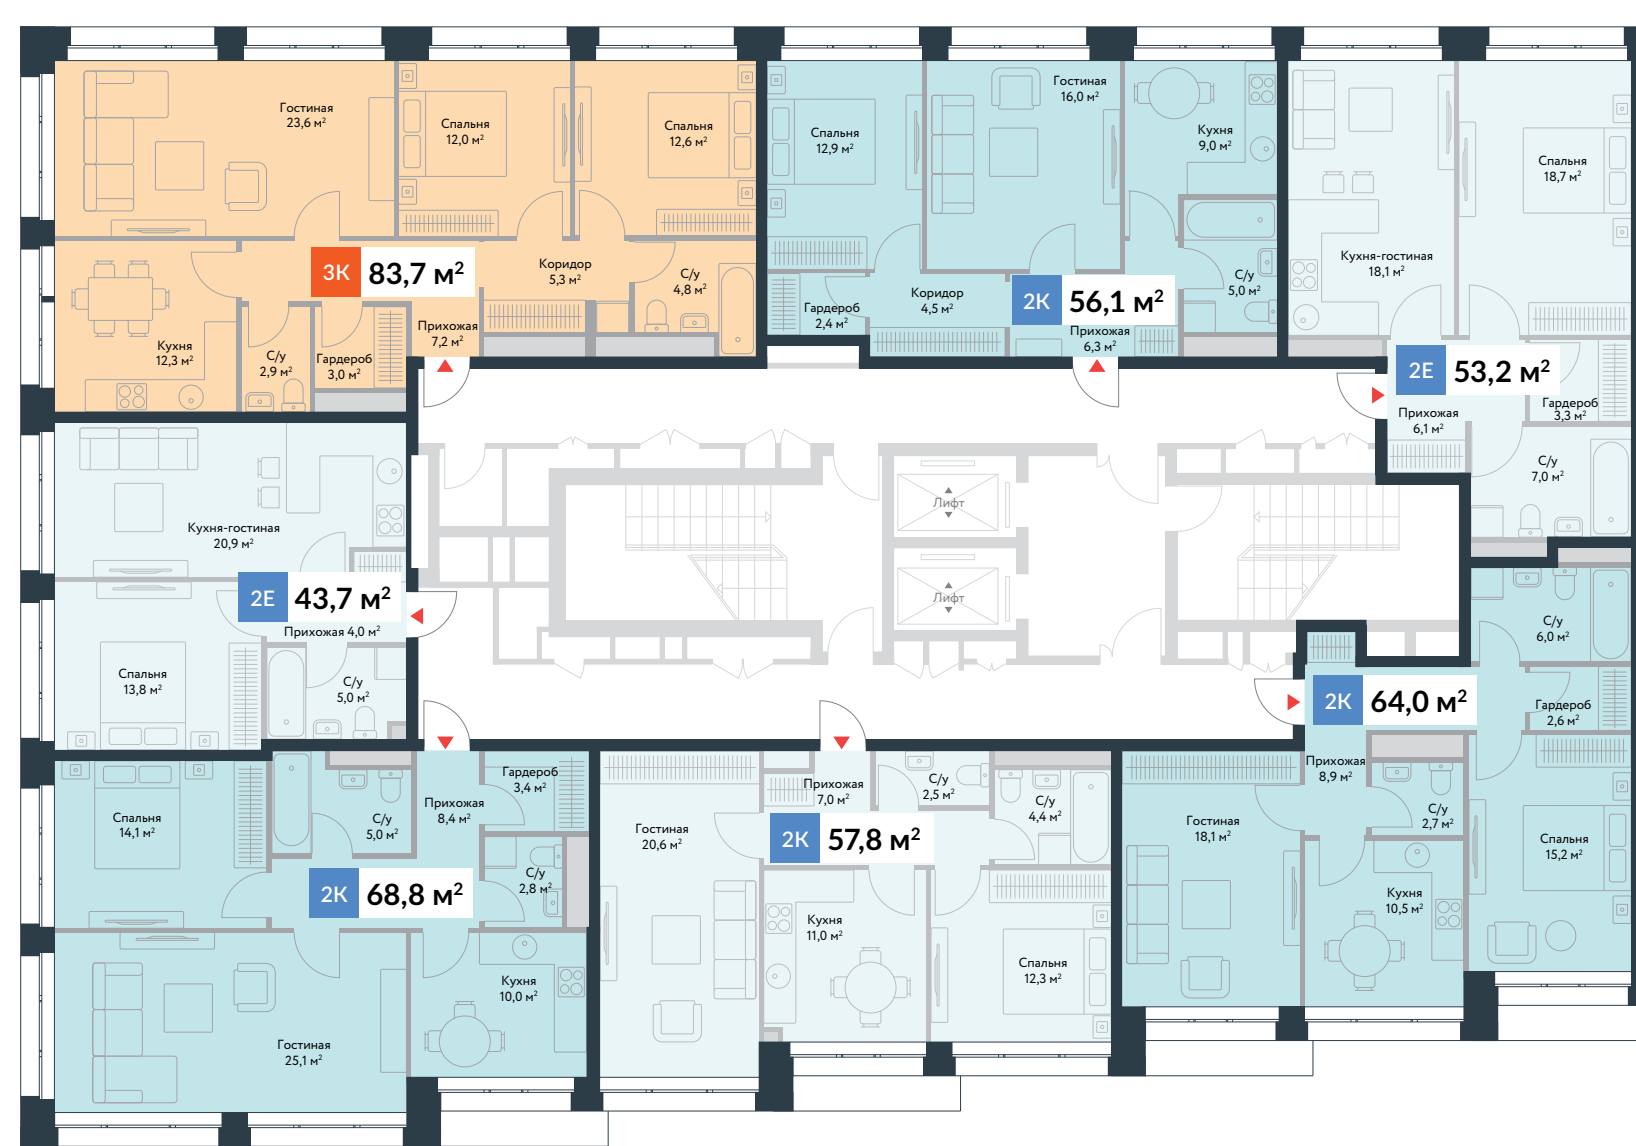 Гостиная
23,6 м²
Спальня
12,0 м²
Спальня
12,6 м²
3К 83,7 м²
Коридор
5,3 м²
С/у
4,8 м²
Прихожая
7,2 м²
Кухня
12,3 м²
С/у
2,9 м²
Гардероб
3,0 м²
Спальня
12,9 м²
Гостиная
16,0 м²
Кухня
9,0 м²
Гардероб
2,4 м²
Коридор
4,5 м²
2К 56,1 м²
С/у
5,0 м²
Прихожая
6,3 м²
Спальня
18,7 м²
Кухня-гостиная
18,1 м²
2Е 53,2 м²
Прихожая
6,1 м²
Гардероб
3,3 м²
С/у
7,0 м²
Лифт
Лифт
Кухня-гостиная
20,9 м²
2Е 43,7 м²
Прихожая 4,0 м²
Спальня
13,8 м²
С/у
5,0 м²
С/у
6,0 м²
2К 64,0 м²
Гардероб
2,6 м²
Прихожая
8,9 м²
С/у
2,7 м²
Гостиная
18,1 м²
Спальня
15,2 м²
Кухня
10,5 м²
Спальня
14,1 м²
С/у
5,0 м²
Прихожая
8,4 м²
Гардероб
3,4 м²
2К 68,8 м²
С/у
2,8 м²
Гостиная
25,1 м²
Кухня
10,0 м²
Гостиная
20,6 м²
Прихожая
7,0 м²
С/у
2,5 м²
С/у
4,4 м²
2К 57,8 м²
Кухня
11,0 м²
Спальня
12,3 м²